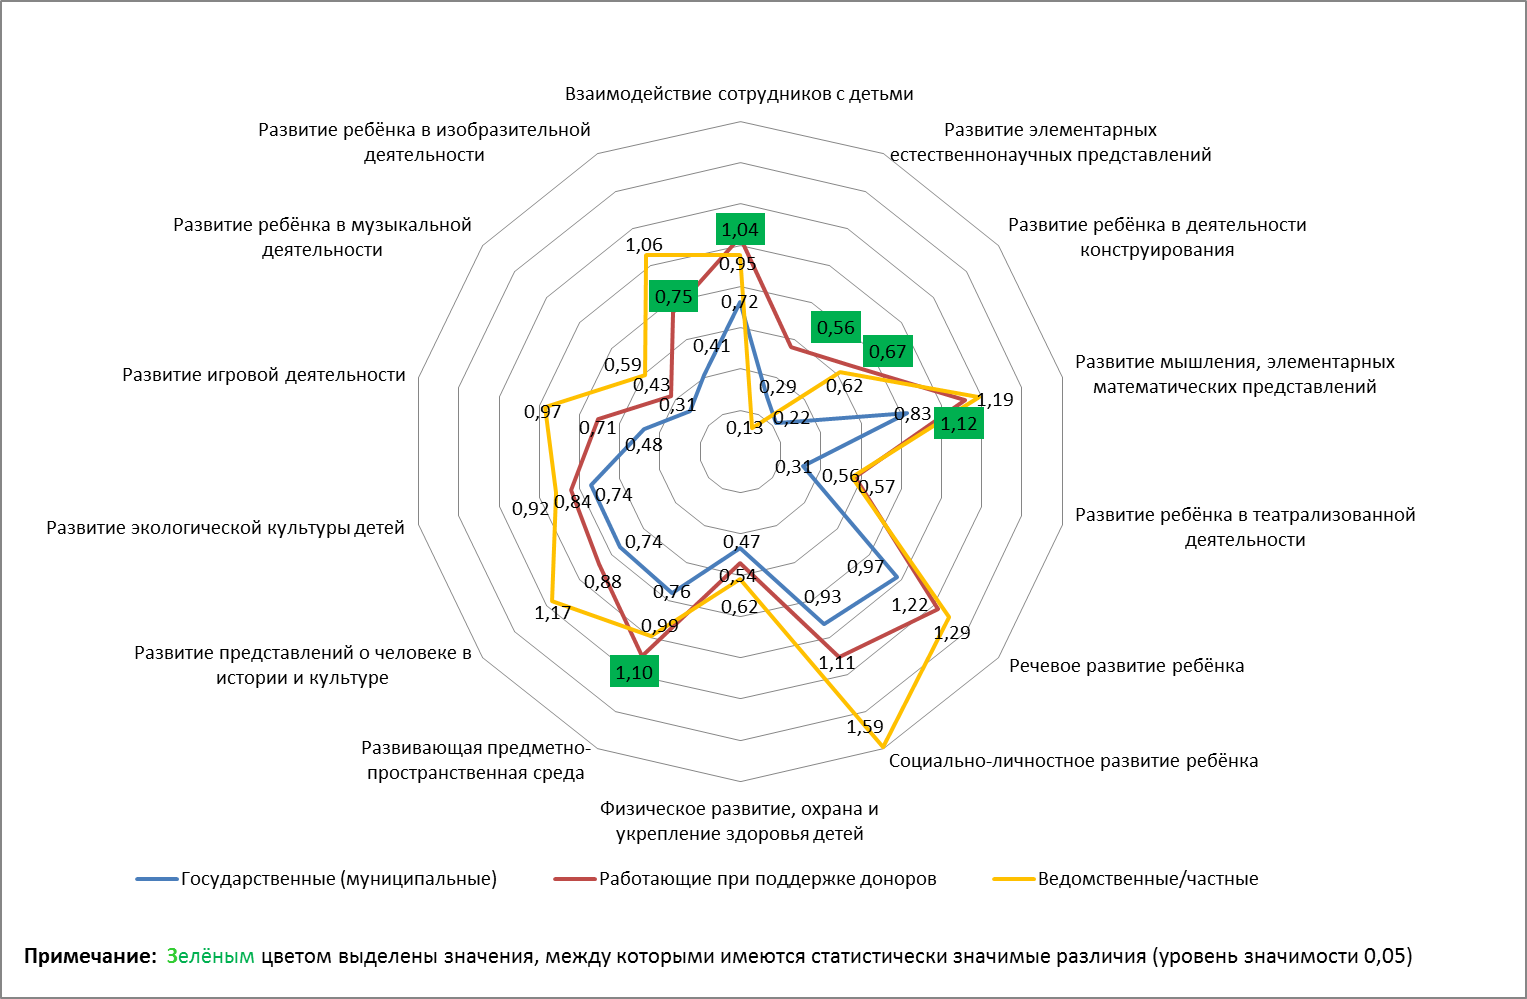 Взаимодействие сотрудников с детьми
Развитие ребёнка в изобразительной
деятельности
Развитие элементарных
естественнонаучных представлений
Развитие ребёнка в музыкальной
деятельности
Развитие ребёнка в деятельности
конструирования
Развитие игровой деятельности
Развитие мышления, элементарных
математических представлений
Развитие экологической культуры детей
Развитие ребёнка в театрализованной
деятельности
Развитие представлений о человеке в
истории и культуре
Речевое развитие ребёнка
Развивающая предметно-
пространственная среда
Социально-личностное развитие ребёнка
Физическое развитие, охрана и
укрепление здоровья детей
1,04
1,06
0,95
0,75
0,72
0,56
0,41
0,67
0,59
0,43
0,29
0,62
0,31
0,22
0,13
1,19
0,83
1,12
0,97
0,71
0,48
0,31
0,56
0,57
0,74
0,84
0,92
0,74
0,47
0,97
0,88
0,76
0,54
0,93
1,22
1,17
0,99
0,62
1,29
1,10
1,11
1,59
Государственные (муниципальные)
Работающие при поддержке доноров
Ведомственные/частные
Примечание: Зелёным цветом выделены значения, между которыми имеются статистически значимые различия (уровень значимости 0,05)